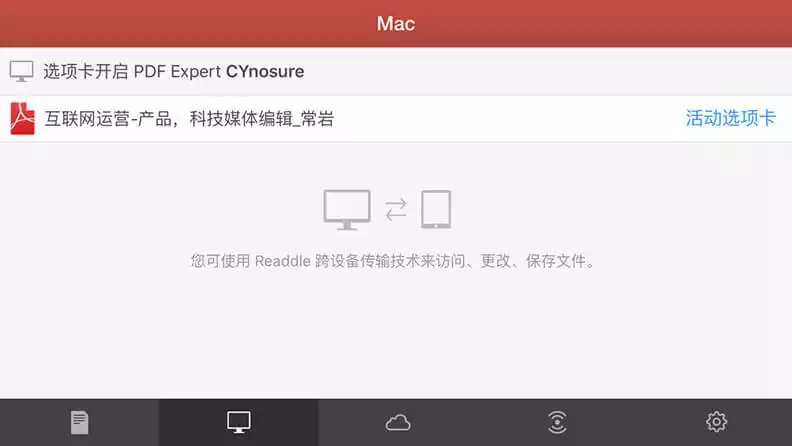 Mac
选项卡开启 PDF Expert CYnosure
互联网运营-产品，科技媒体编辑_常岩
活动选项卡
您可使用 Readdle 跨设备传输技术来访问、更改、保存文件。